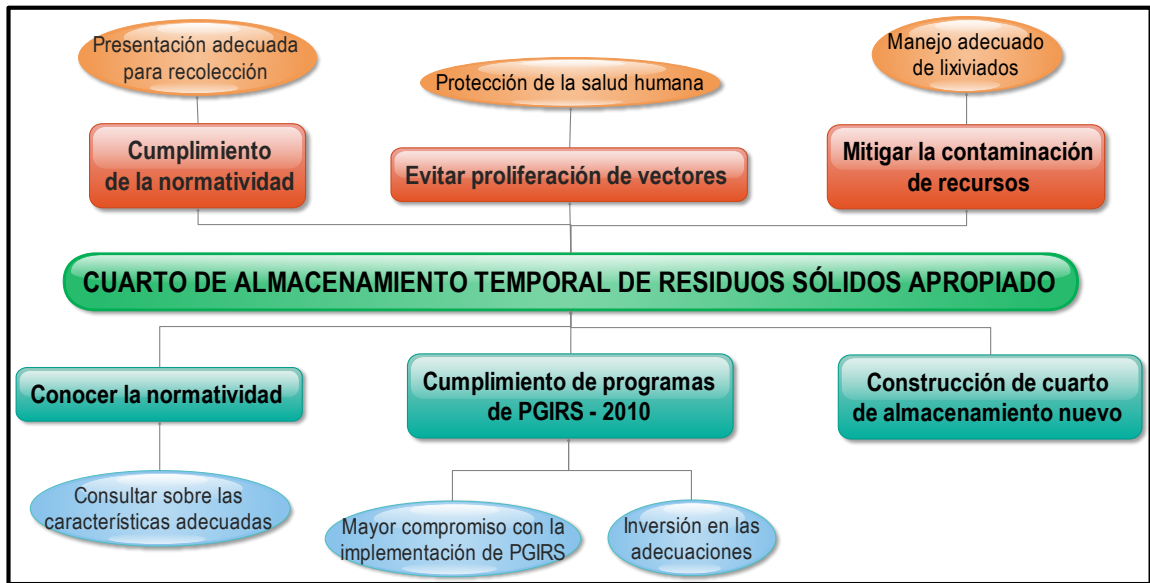 Presentación adecuada
para recolección
Protección de la salud humana
Manejo adecuado
de lixiviados
Cumplimiento
de la normatividad
Evitar proliferación de vectores
Mitigar la contaminación
de recursos
CUARTO DE ALMACENAMIENTO TEMPORAL DE RESIDUOS SÓLIDOS APROPIADO
Conocer la normatividad
Cumplimiento de programas
de PGIRS - 2010
Construcción de cuarto
de almacenamiento nuevo
Consultar sobre las
características adecuadas
Mayor compromiso con la
implementación de PGIRS
Inversión en las
adecuaciones